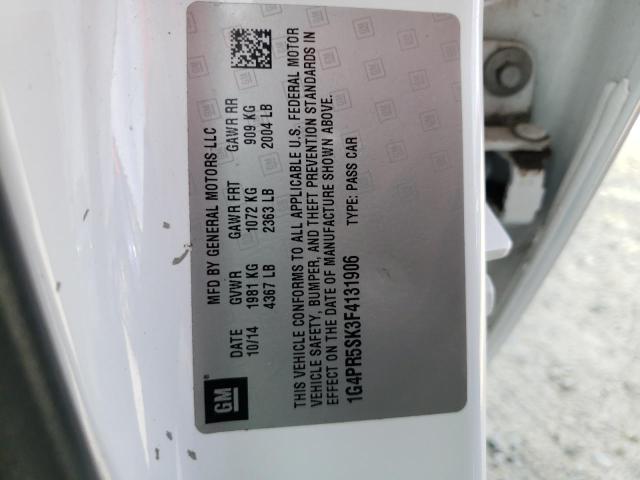 MFD BY GENERAL MOTORS LLC
DATE GVWR GAWR FRT GAWR RR
10/14 1981 KG 1072 KG 909 KG
4367 LB 2363 LB 2004 LB
THIS VEHICLE CONFORMS TO ALL APPLICABLE U.S. FEDERAL MOTOR
VEHICLE SAFETY, BUMPER, AND THEFT PREVENTION STANDARDS IN
EFFECT ON THE DATE OF MANUFACTURE SHOWN ABOVE.
1G4PR5SK3F4131906 TYPE: PASS CAR
GM
®